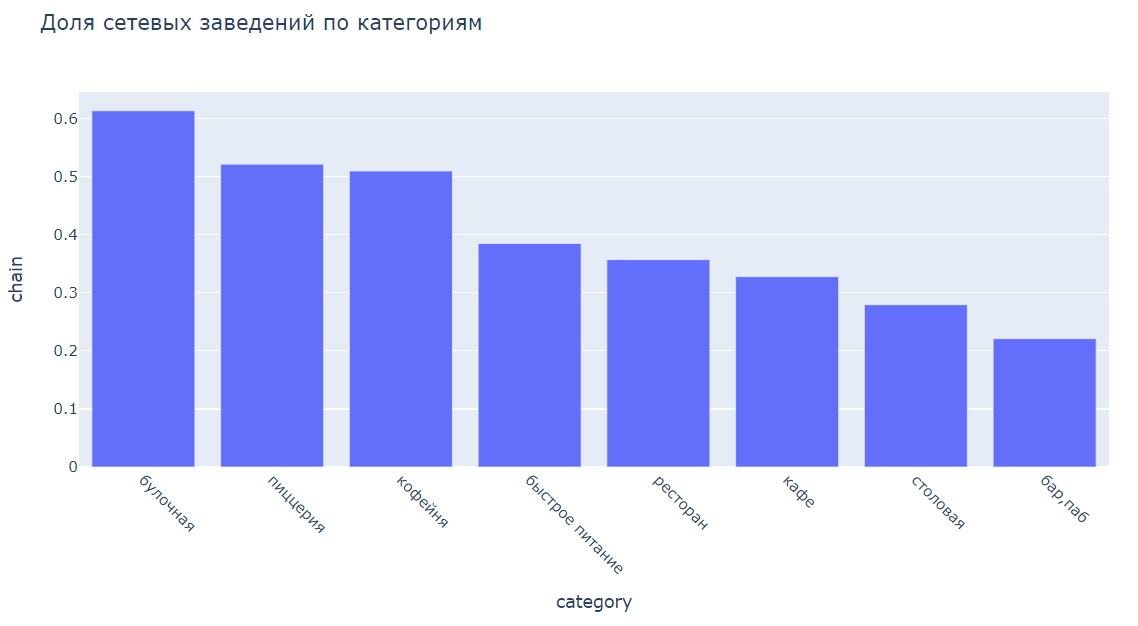 Доля сетевых заведений по категориям
chain
0.6
0.5
0.4
0.3
0.2
0.1
0
булочная
пиццерия
кофейня
быстрое питание
ресторан
кафе
столовая
бар,паб
category